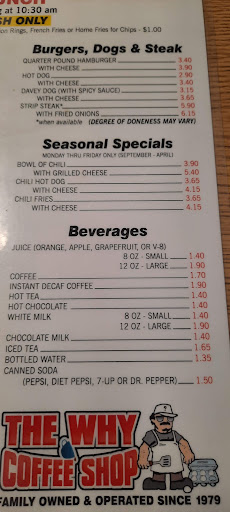 UNCH
g at 10:30 am
SH ONLY
on Rings, French Fries or Home Fries for Chips - $1.00
Burgers, Dogs & Steak
QUARTER POUND HAMBURGER 3.40
WITH CHEESE 3.90
HOT DOG 2.90
WITH CHEESE 3.40
DAVEY DOG (WITH SPICY SAUCE) 3.15
WITH CHEESE 3.65
STRIP STEAK* 5.90
WITH FRIED ONIONS 6.15
*when available (DEGREE OF DONENESS MAY VARY)
Seasonal Specials
MONDAY THRU FRIDAY ONLY (SEPTEMBER - APRIL)
BOWL OF CHILI 3.90
WITH GRILLED CHEESE 5.40
CHILI HOT DOG 3.65
WITH CHEESE 4.15
CHILI FRIES 3.65
WITH CHEESE 4.15
Beverages
JUICE (ORANGE, APPLE, GRAPEFRUIT, OR V-8)
8 OZ - SMALL 1.40
12 OZ - LARGE 1.90
COFFEE 1.70
INSTANT DECAF COFFEE 1.90
HOT TEA 1.40
HOT CHOCOLATE 1.40
WHITE MILK 8 OZ - SMALL 1.40
12 OZ - LARGE 1.90
CHOCOLATE MILK 1.40
ICED TEA 1.65
BOTTLED WATER 1.35
CANNED SODA
(PEPSI, DIET PEPSI, 7-UP OR DR. PEPPER) 1.50
THE WHY
COFFEE SHOP
FAMILY OWNED & OPERATED SINCE 1979